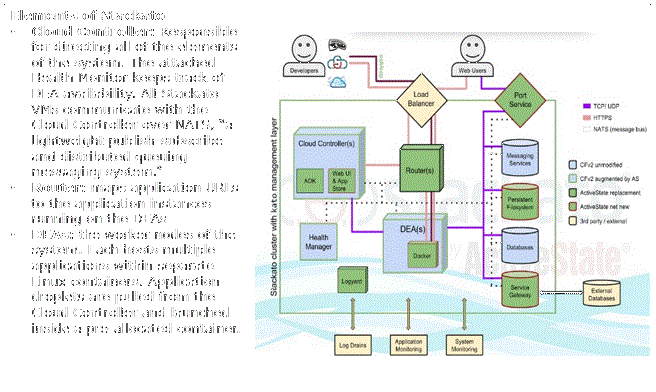 Elements of Stackato
- Cloud Controller: Responsible
for directing all of the elements
of the system. The attached
Health Monitor keeps track of
DEA availability. All Stackato
VMs communicate with the
Cloud Controller over NATS, "a
lightweight publish subscribe
and distributed queueing
messaging system."
- Router: maps application URLs
to the application instances
running on the DEAs
- DEAs: the worker nodes of the
system. Each hosts multiple
applications within separate
Linux containers. Application
droplets are pulled from the
Cloud Controller and launched
inside a pre-allocated container.
Developers
Web Users
Load
Balancer
Port
Service
Stackato cluster with kato management layer
Cloud Controller(s)
AOK
Web UI
& App
Store
Router(s)
Health
Manager
DEA(s)
Docker
Logyard
Messaging
Services
Persistent
Filesystem
Databases
Service
Gateway
External
Databases
Log Drains
Application
Monitoring
System
Monitoring
TCP/ UDP
HTTPS
NATS (message bus)
CFv2 unmodified
CFv2 augmented by AS
ActiveState replacement
ActiveState net new
3rd party / external
ActiveState